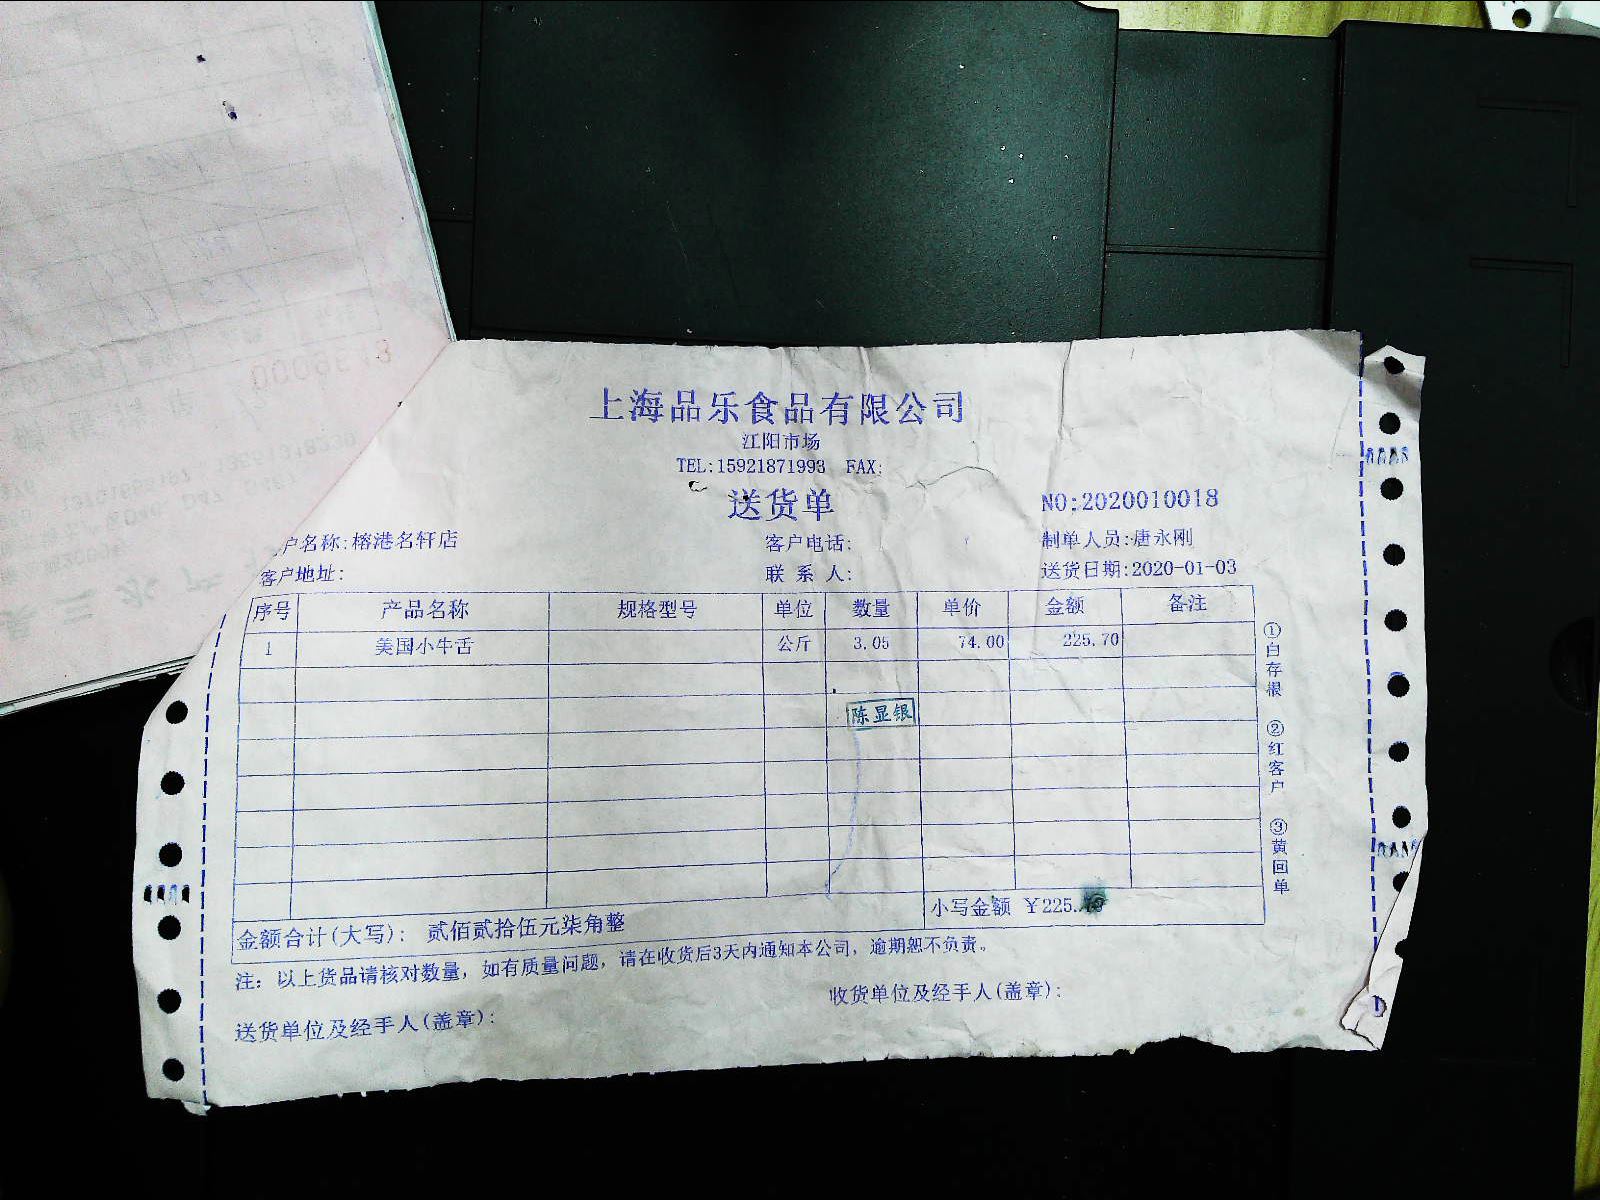 上海品乐食品有限公司
江阳市场
TEL:15921871993 FAX:
送货单
NO:2020010018
户名称:榕港名轩店 客户电话: 制单人员:唐永刚
客户地址: 联系人: 送货日期:2020-01-03
序号 产品名称 规格型号 单位 数量 单价 金额 备注
1 美国小牛舌 公斤 3.05 74.00 225.70
陈显银
金额合计(大写): 贰佰贰拾伍元柒角整 小写金额 ￥225.
注: 以上货品请核对数量, 如有质量问题, 请在收货后3天内通知本公司, 逾期恕不负责。
送货单位及经手人(盖章): 收货单位及经手人(盖章):
①白存根 ②红客户 ③黄回单